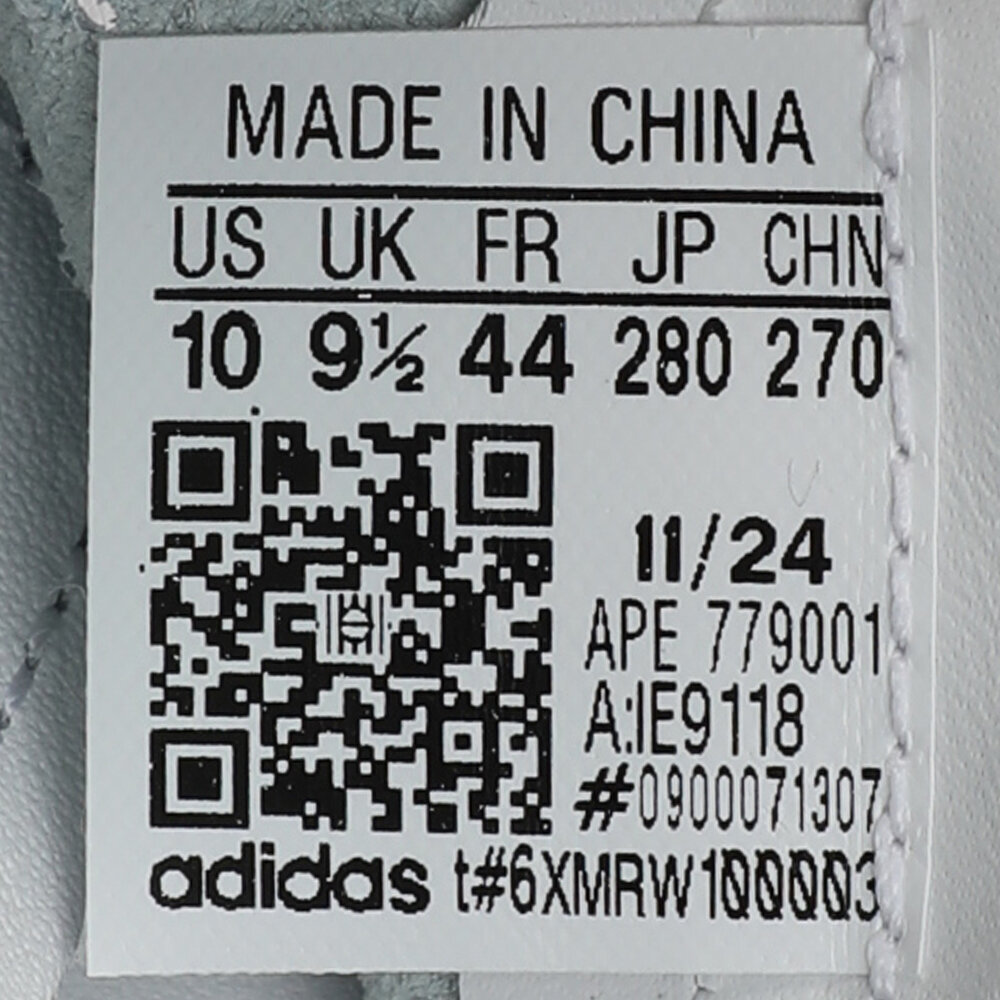 MADE IN CHINA
US UK FR JP CHN
10 9½ 44 280 270
11/24
APE 779001
A:IE9118
#0900071307
adidas t#6XMRW100003